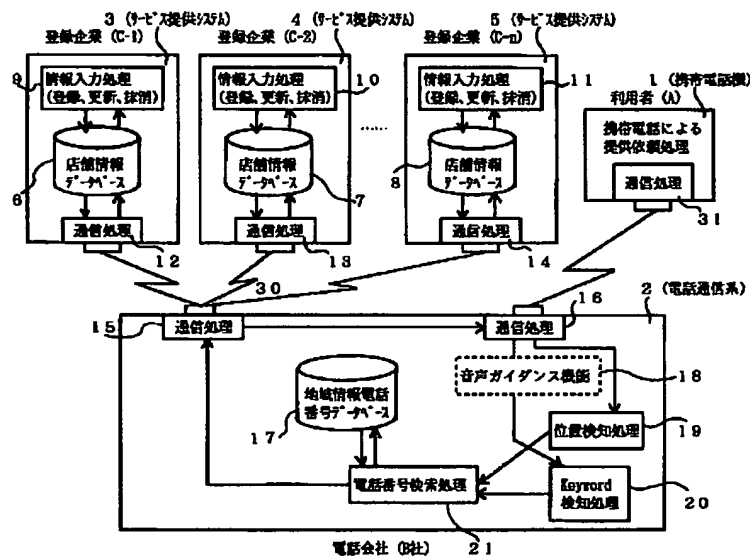 3 (ｻｰﾋﾞｽ提供ｼｽﾃﾑ)
登録企業 (C-1)
4 (ｻｰﾋﾞｽ提供ｼｽﾃﾑ)
登録企業 (C-2)
5 (ｻｰﾋﾞｽ提供ｼｽﾃﾑ)
登録企業 (C-n)
9
情報入力処理
(登録、更新、抹消)
情報入力処理
(登録、更新、抹消)
10
情報入力処理
(登録、更新、抹消)
11
1 (携帯電話機)
利用者 (A)
携帯電話による
提供依頼処理
通信処理
31
……
店舗情報
ﾃﾞｰﾀﾍﾞｰｽ
6
店舗情報
ﾃﾞｰﾀﾍﾞｰｽ
7
店舗情報
ﾃﾞｰﾀﾍﾞｰｽ
8
通信処理
12
通信処理
13
通信処理
14
30
2 (電話通信系)
15
通信処理
通信処理
16
音声ガイダンス機能
18
地域情報電話
番号ﾃﾞｰﾀﾍﾞｰｽ
17
位置検知処理
19
電話番号検索処理
21
Keyword
検知処理
20
電話会社 (B社)